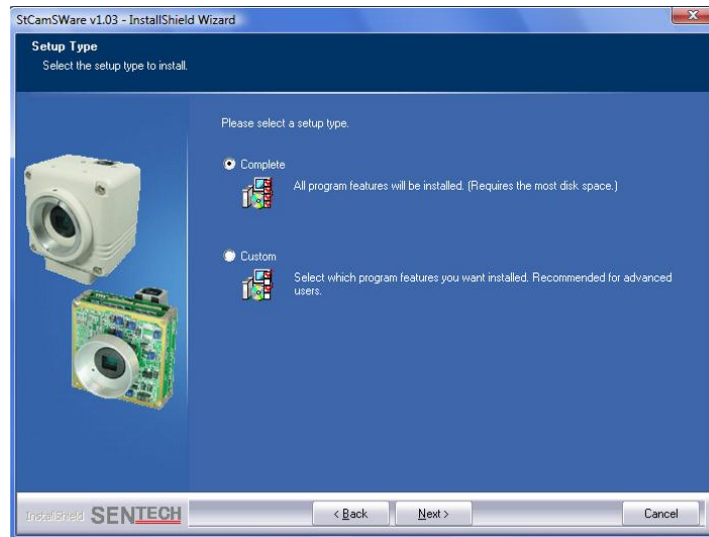 StCamSWare v1.03 - InstallShield Wizard
Setup Type
Select the setup type to install.
Please select a setup type.
Complete
All program features will be installed. (Requires the most disk space.)
Custom
Select which program features you want installed. Recommended for advanced
users.
InstallShield SENTECH
< Back
Next >
Cancel